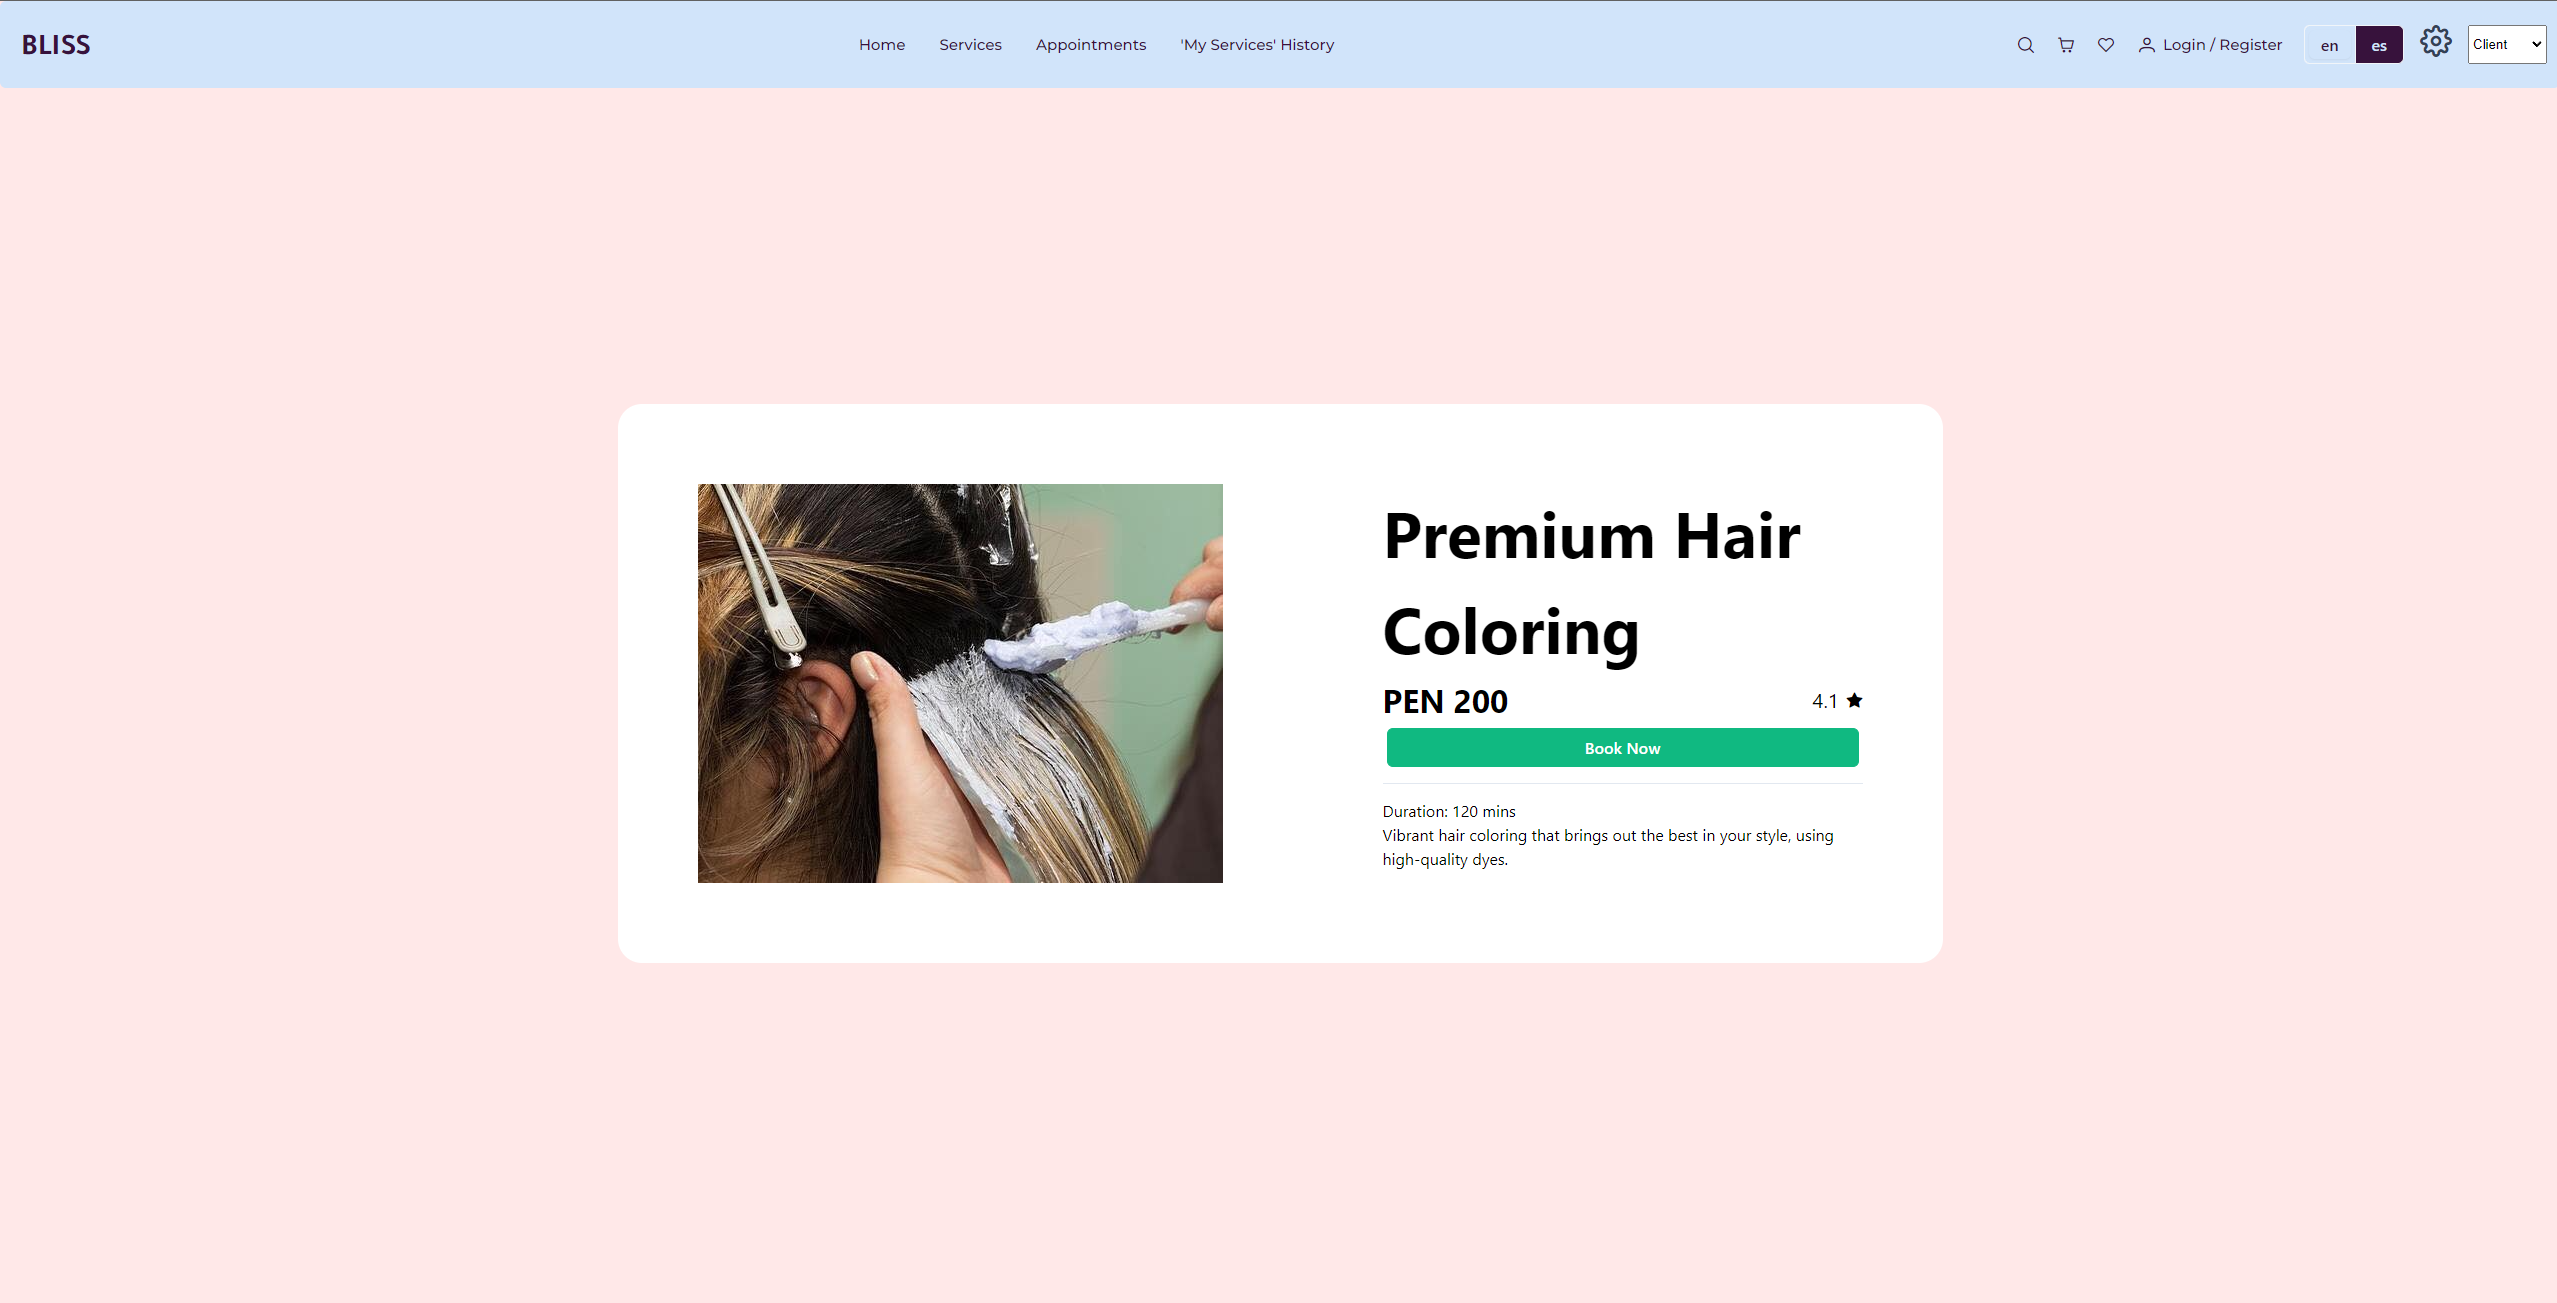 BLISS
Home Services Appointments 'My Services' History
Login / Register en es Client
Premium Hair
Coloring
PEN 200 4.1
Book Now
Duration: 120 mins
Vibrant hair coloring that brings out the best in your style, using
high-quality dyes.